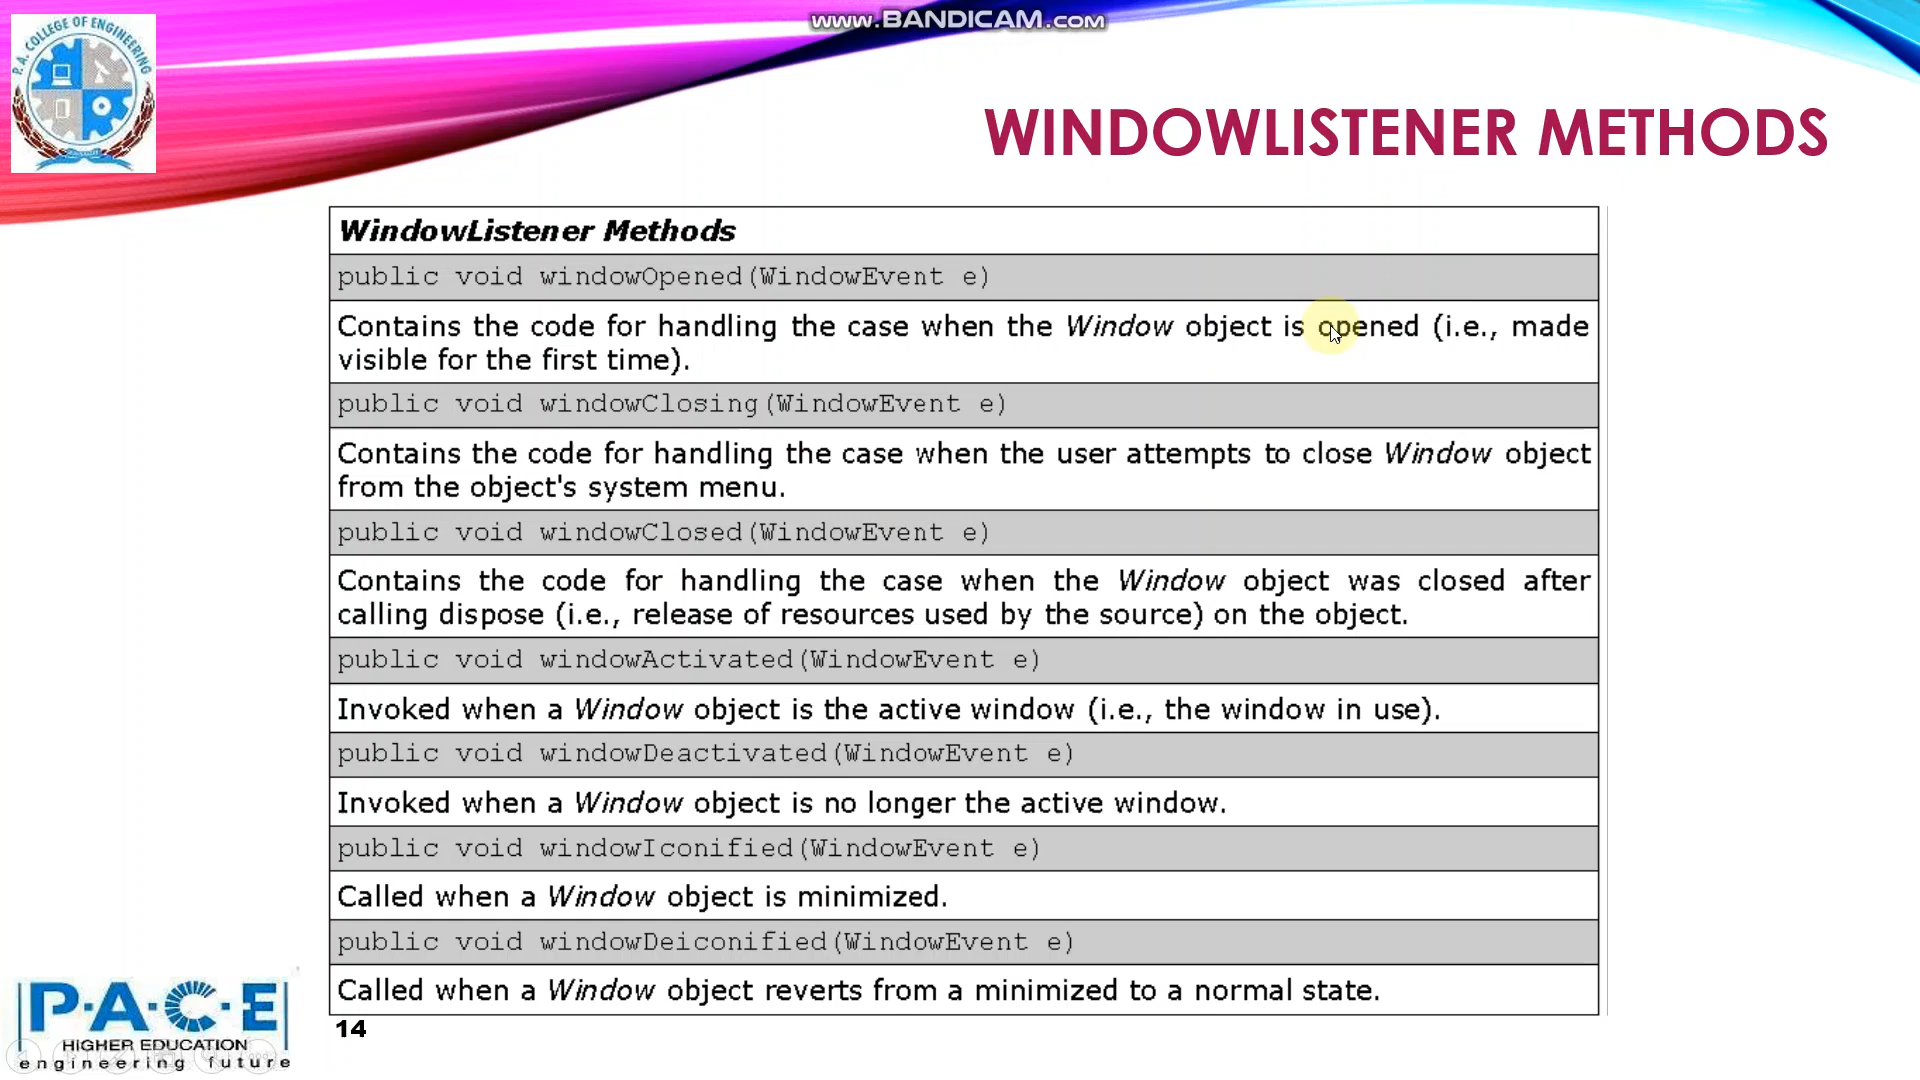 www.BANDICAM.com
P.A. COLLEGE OF ENGINEERING
WINDOWLISTENER METHODS
WindowListener Methods
public void windowOpened(WindowEvent e)
Contains the code for handling the case when the Window object is opened (i.e., made
visible for the first time).
public void windowClosing(WindowEvent e)
Contains the code for handling the case when the user attempts to close Window object
from the object's system menu.
public void windowClosed(WindowEvent e)
Contains the code for handling the case when the Window object was closed after
calling dispose (i.e., release of resources used by the source) on the object.
public void windowActivated(WindowEvent e)
Invoked when a Window object is the active window (i.e., the window in use).
public void windowDeactivated(WindowEvent e)
Invoked when a Window object is no longer the active window.
public void windowIconified(WindowEvent e)
Called when a Window object is minimized.
public void windowDeiconified(WindowEvent e)
Called when a Window object reverts from a minimized to a normal state.
14
P·A·C·E
HIGHER EDUCATION
engineering future